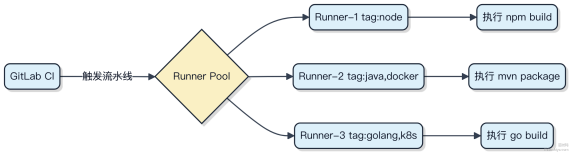 Runner-1 tag:node
执行 npm build
GitLab CI
触发流水线
Runner Pool
Runner-2 tag:java,docker
执行 mvn package
Runner-3 tag:golang,k8s
执行 go build